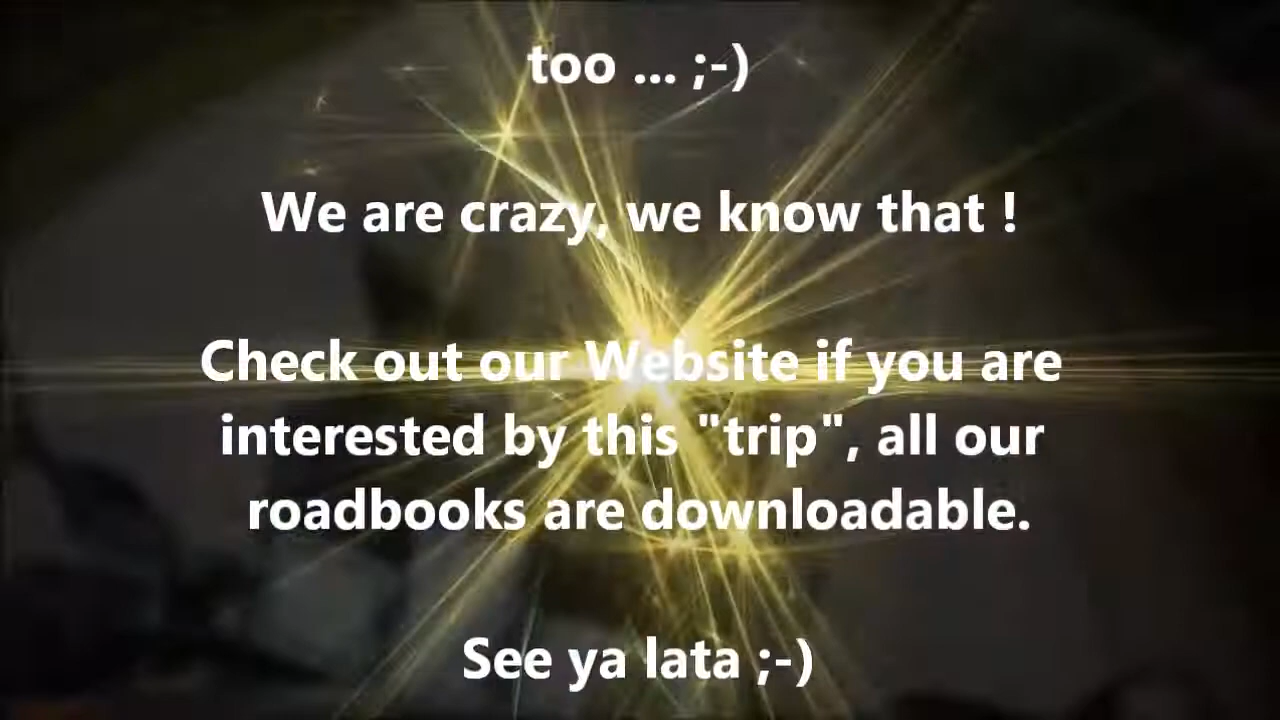 too ... ;-)
We are crazy, we know that !
Check out our Website if you are
interested by this "trip", all our
roadbooks are downloadable.
See ya lata ;-)